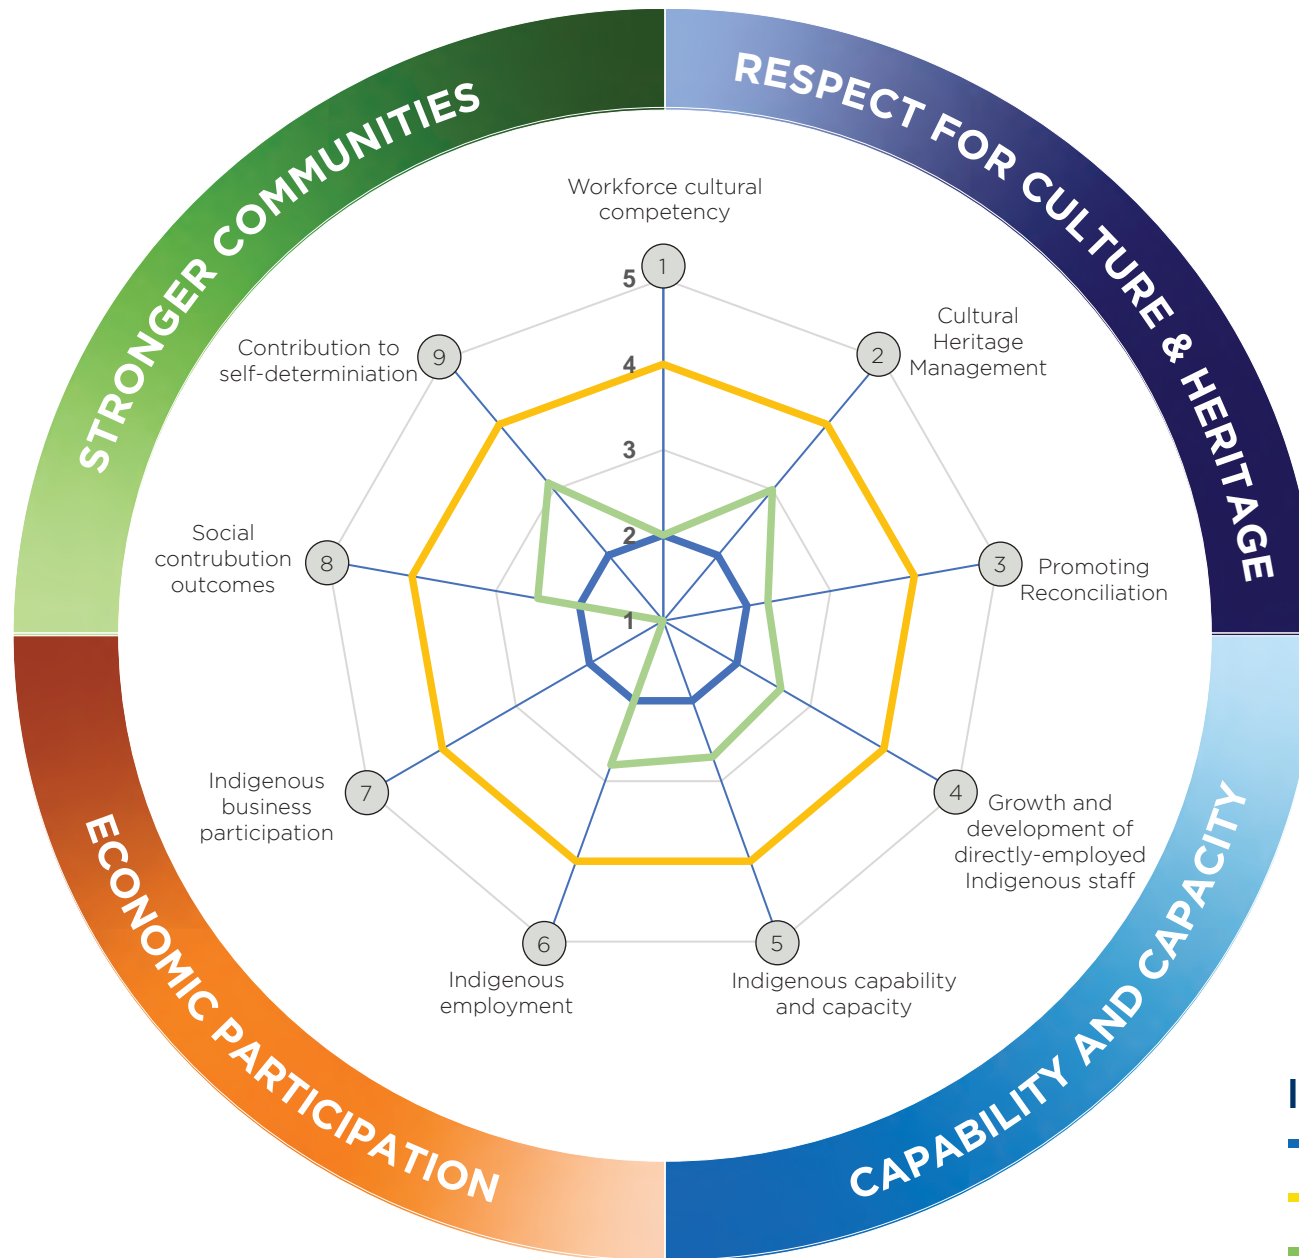 STRONGER COMMUNITIES
RESPECT FOR CULTURE & HERITAGE
Workforce cultural
competency
1
5
4
3
2
1
Cultural
Heritage
Management
2
Promoting
Reconciliation
3
4
Growth and
development of
directly-employed
Indigenous staff
5
Indigenous capability
and capacity
6
Indigenous
employment
7
Indigenous
business
participation
8
Social
contrubution
outcomes
9
Contribution to
self-determiniation
ECONOMIC PARTICIPATION
CAPABILITY AND CAPACITY